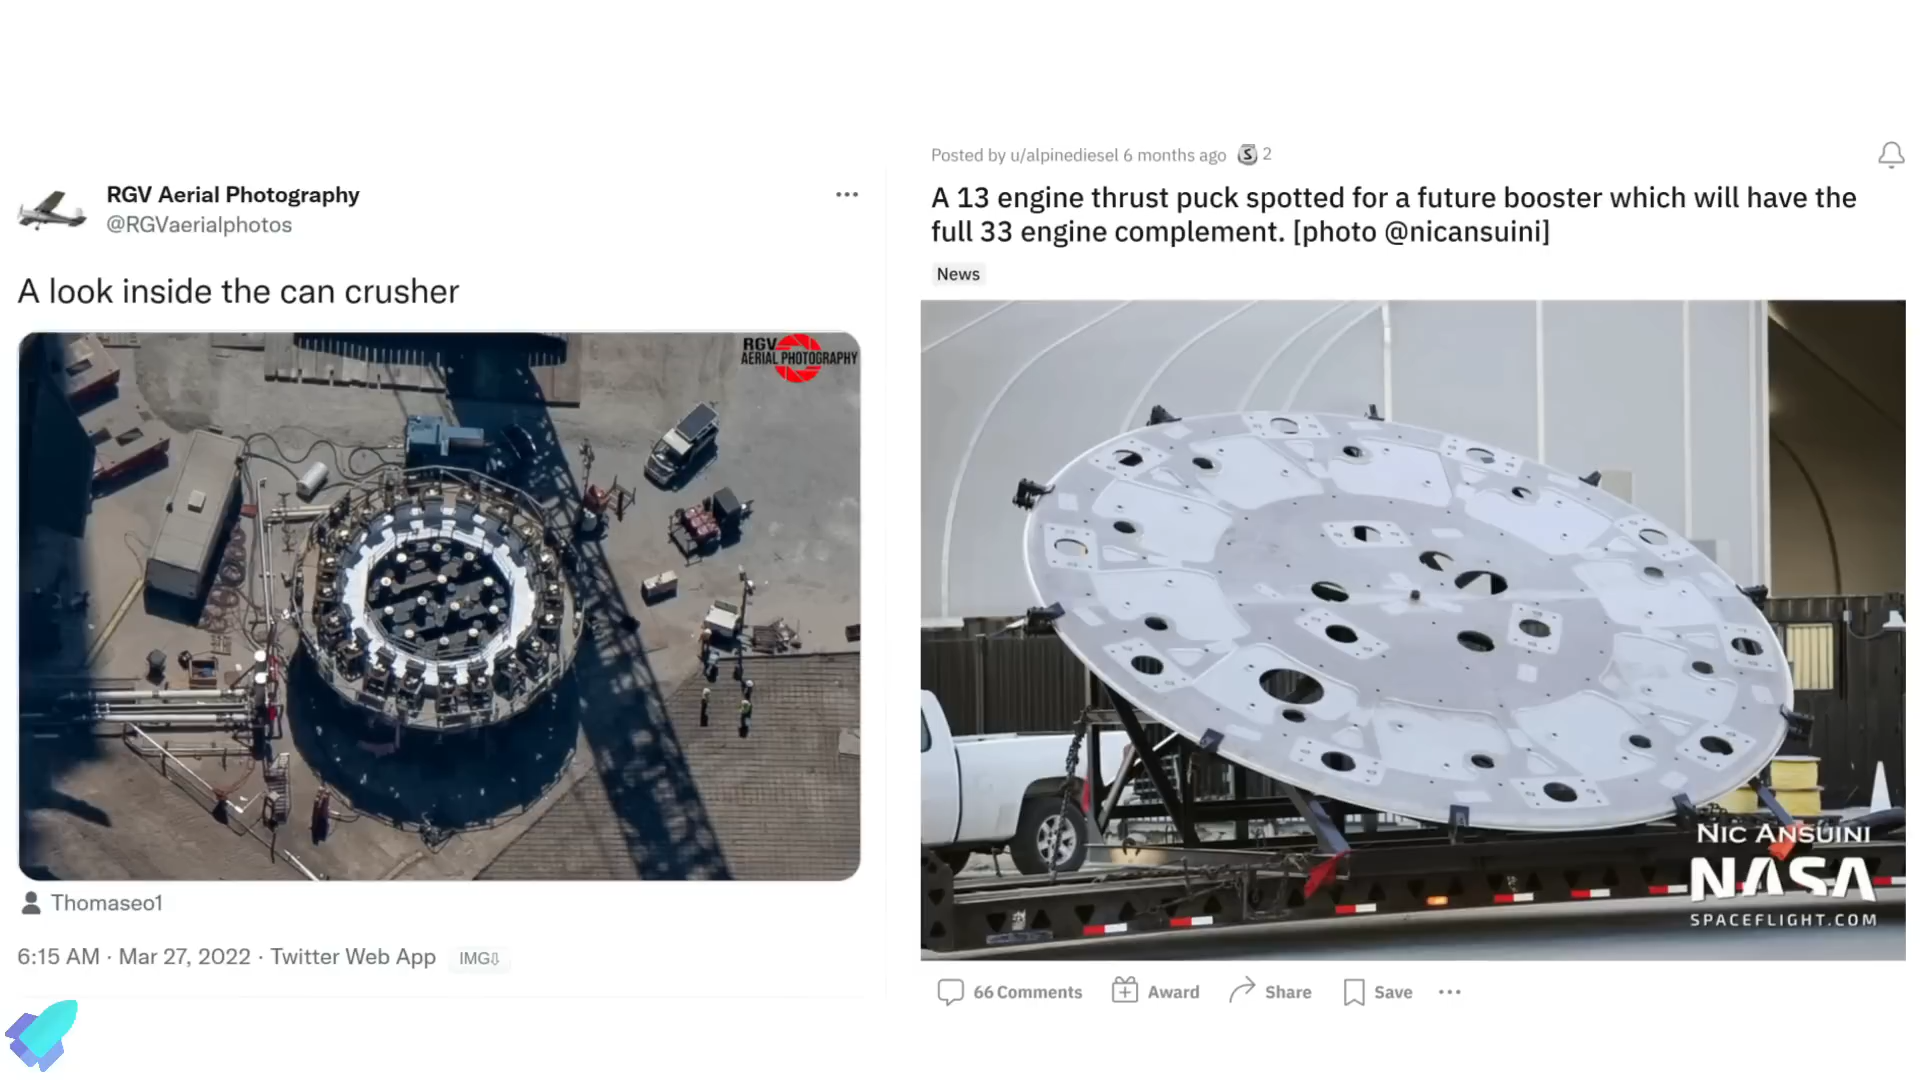 RGV Aerial Photography
@RGVaerialphotos
A look inside the can crusher
RGV
AERIAL PHOTOGRAPHY
Thomaseo1
6:15 AM · Mar 27, 2022 · Twitter Web App IMG⇩
Posted by u/alpinediesel 6 months ago S 2
A 13 engine thrust puck spotted for a future booster which will have the
full 33 engine complement. [photo @nicansuini]
News
NIC ANSUINI
NASA
SPACEFLIGHT.COM
66 Comments Award Share Save